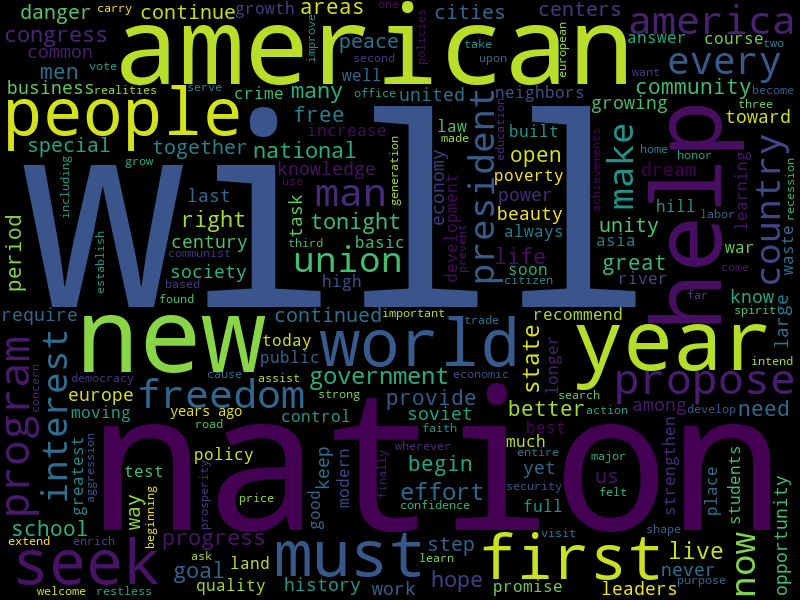 danger
carry
continue
growth
areas
improve
cities
policies
one
centers
america
congress
common
american
peace
second
take
upon
european
answer
course
two
men
vote
well
want
every
become
business
realities
serve
crime
many
office
united
neighbors
growing
community
three
toward
people
will
free
president
education
built
achievements
make
help
country
special
together
national
increase
law
made
open
home
honor
grow
including
knowledge
generation
economy
poverty
dream
learning
last
use
man
development
prevent
power
hill
labor
waste
recession
period
right
task
tonight
beauty
always
unity
river
war
establish
century
third
basic
citizen
asia
communist
union
life
come
society
based
high
soon
great
know
large
found
far
spirit
require
continued
important
trade
recommend
new
today
world
state
year
public
longer
intend
program
concern
interest
democracy
cause
assist
government
economic
propose
europe
freedom
strong
provide
search
among
develop
need
moving
years ago
road
control
soviet
better
action
nation
faith
best
greatest
aggression
policy
keep
modern
wherever
much
entire
major
strengthen
place
students
test
begin
yet
us
way
prosperity
price
good
finally
effort
security
felt
school
confidence
full
opportunity
beginning
progress
must
step
first
visit
shape
live
now
extend
enrich
ask
land
learn
seek
goal
hope
never
purpose
welcome
restless
quality
history
work
promise
leaders